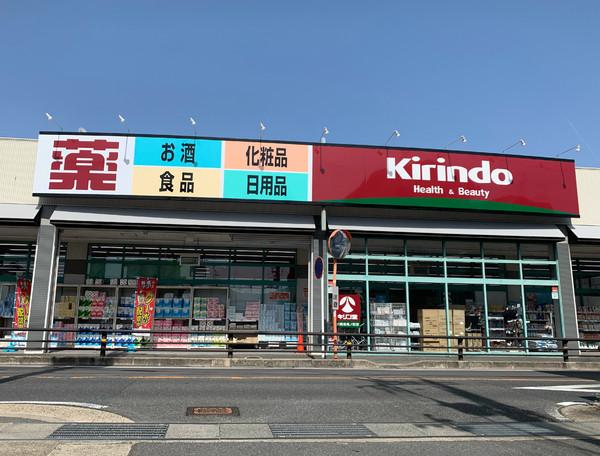 薬
お酒
化粧品
食品
日用品
Kirindo
Health & Beauty
キリン堂